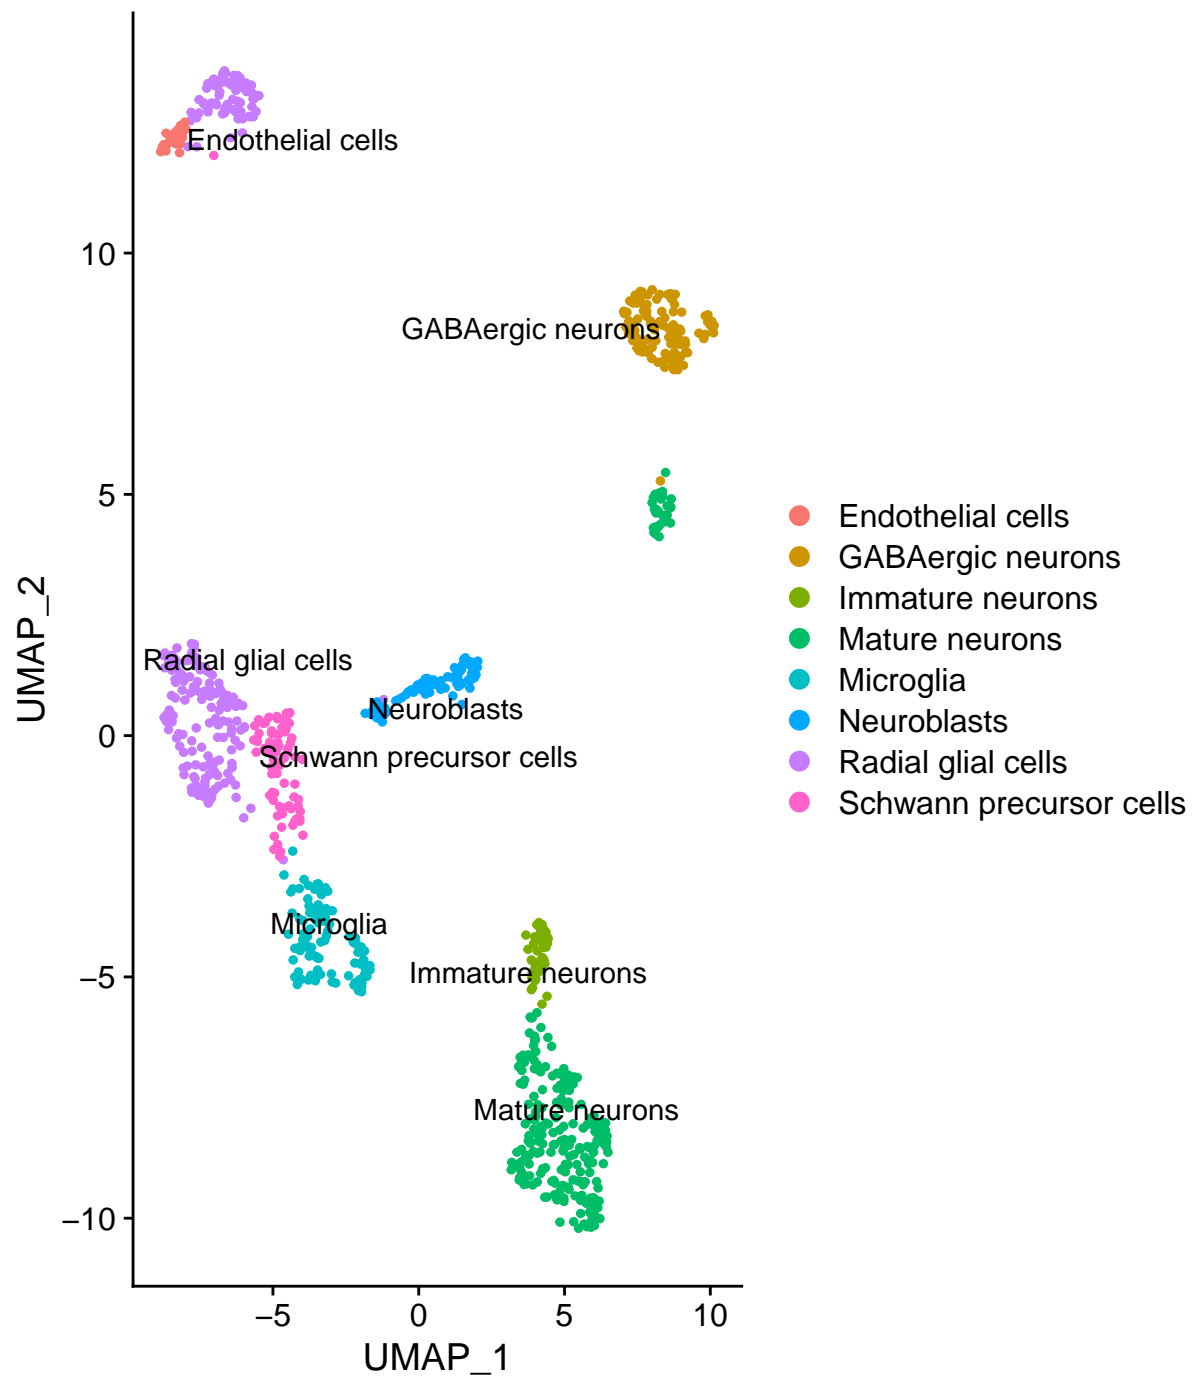 Endothelial cells
10
GABAergic neurons
5
Endothelial cells
GABAergic neurons
Immature neurons
Mature neurons
Microglia
Neuroblasts
Radial glial cells
Schwann precursor cells
UMAP_2
Radial glial cells
Neuroblasts
0
Schwann precursor cells
Microglia
Immature neurons
−5
Mature neurons
−10
−5 0 5 10
UMAP_1